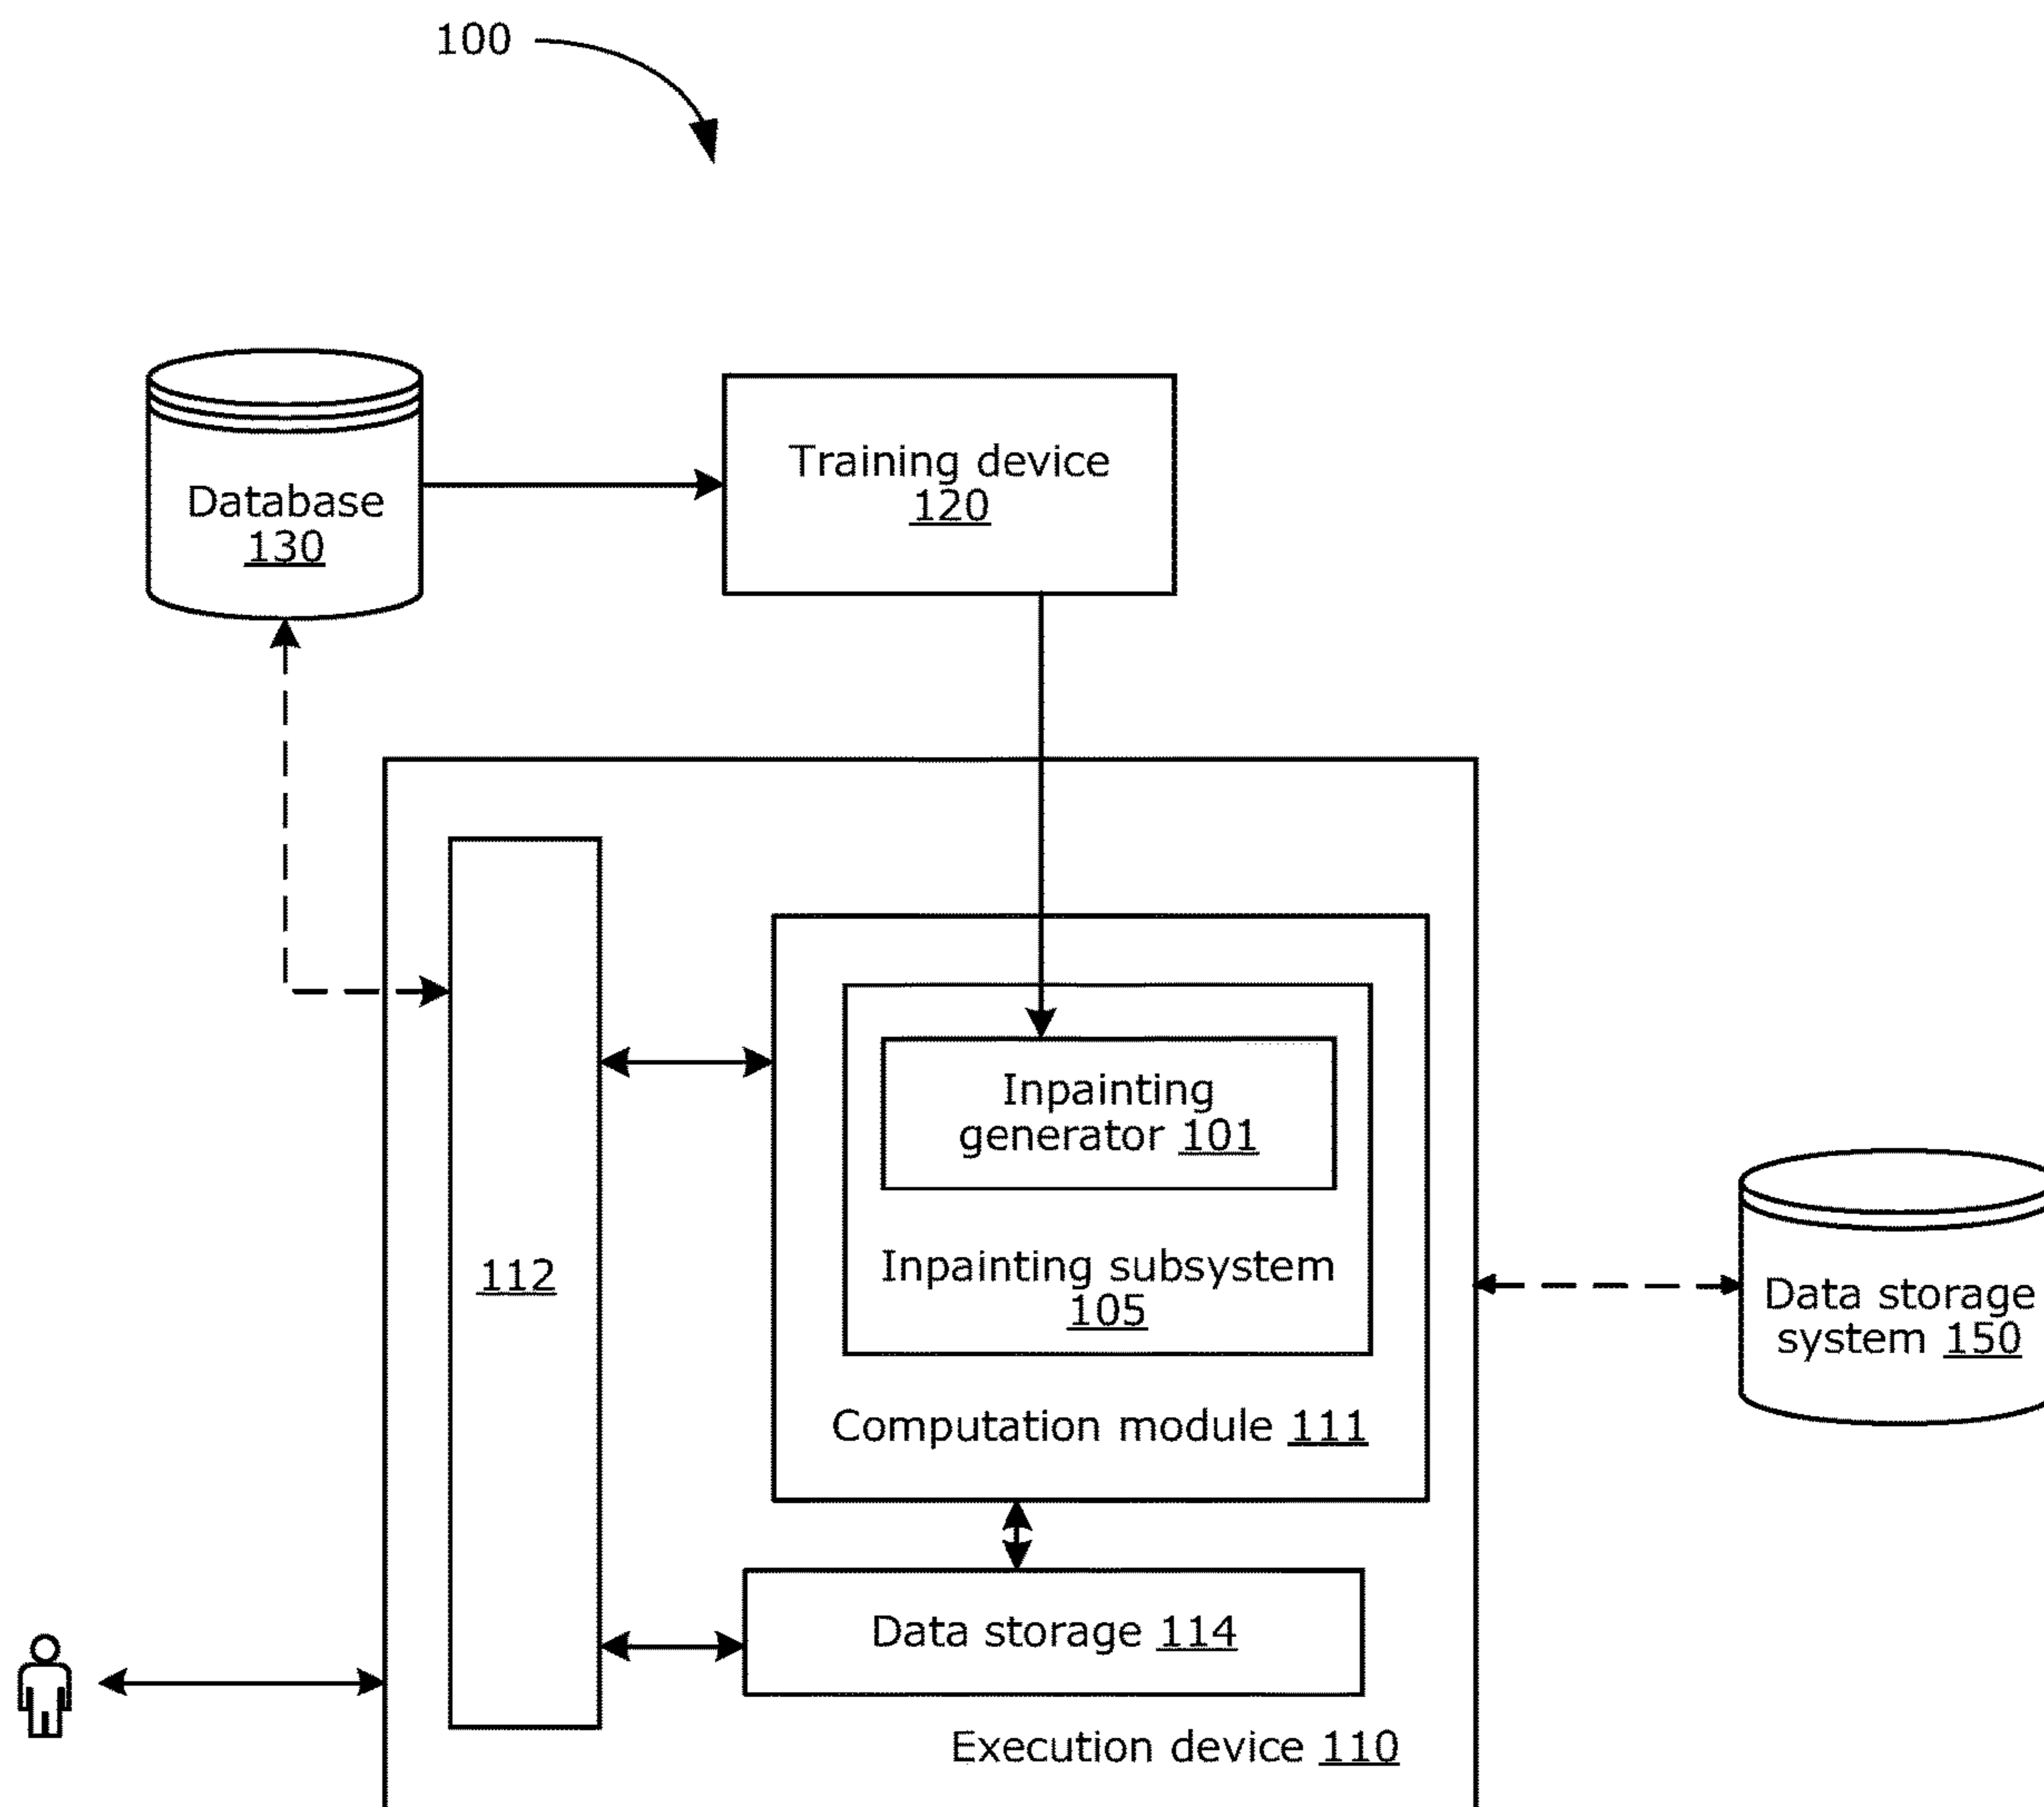 100
Database
130
Training device
120
112
Inpainting
generator 101
Inpainting subsystem
105
Computation module 111
Data storage
system 150
Data storage 114
Execution device 110